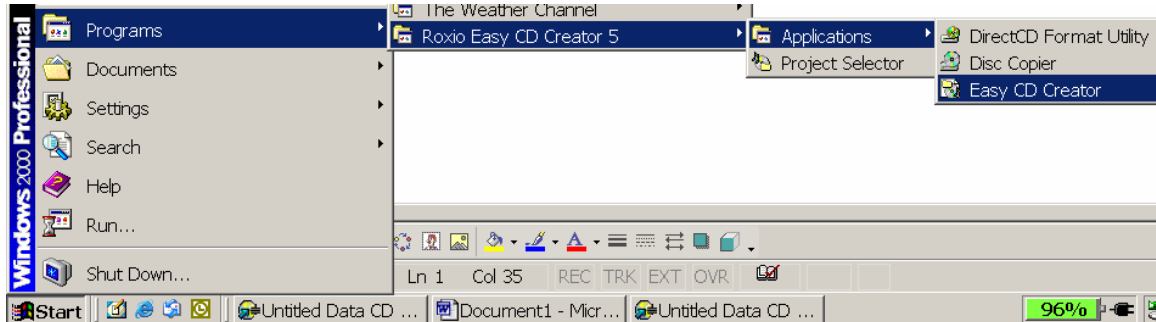 The Weather Channel
Programs
Roxio Easy CD Creator 5
Applications
DirectCD Format Utility
Documents
Project Selector
Disc Copier
Settings
Easy CD Creator
Search
Help
Run...
Shut Down...
Windows 2000 Professional
Ln 1 Col 35 REC TRK EXT OVR
Start Untitled Data CD ... Document1 - Micr... Untitled Data CD ... 96%